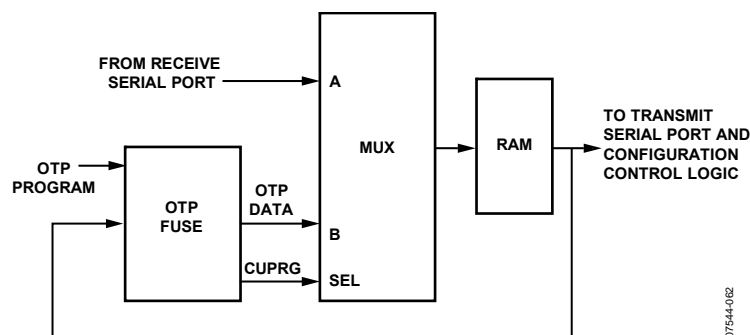 FROM RECEIVE
SERIAL PORT
A
MUX
RAM
TO TRANSMIT
SERIAL PORT AND
CONFIGURATION
CONTROL LOGIC
OTP
PROGRAM
OTP
FUSE
OTP
DATA
B
CUPRG
SEL
07544-062